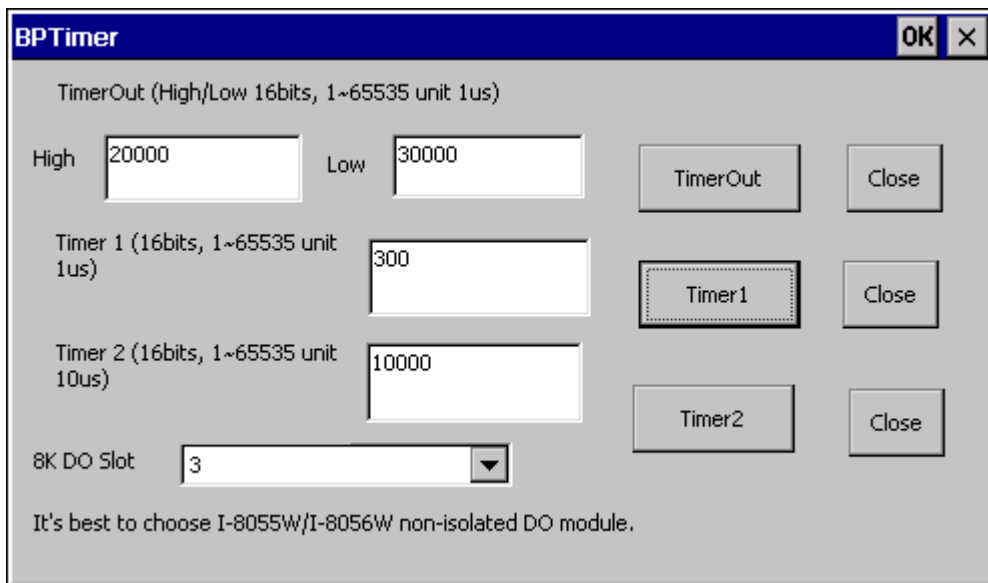 BPTimer OK
TimerOut (High/Low 16bits, 1~65535 unit 1us)
High 20000 Low 30000 TimerOut Close
Timer 1 (16bits, 1~65535 unit
1us)
300 Timer1 Close
Timer 2 (16bits, 1~65535 unit
10us)
10000 Timer2 Close
8K DO Slot 3
It's best to choose I-8055W/I-8056W non-isolated DO module.